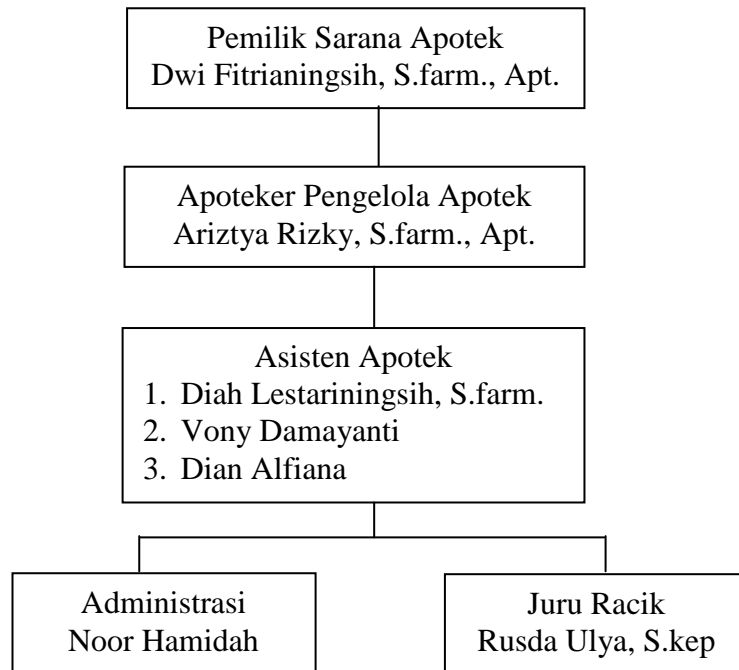 Pemilik Sarana Apotek
Dwi Fitrianingsih, S.farm., Apt.
Apoteker Pengelola Apotek
Ariztya Rizky, S.farm., Apt.
Asisten Apotek
1. Diah Lestariningsih, S.farm.
2. Vony Damayanti
3. Dian Alfiana
Administrasi
Noor Hamidah
Juru Racik
Rusda Ulya, S.kep